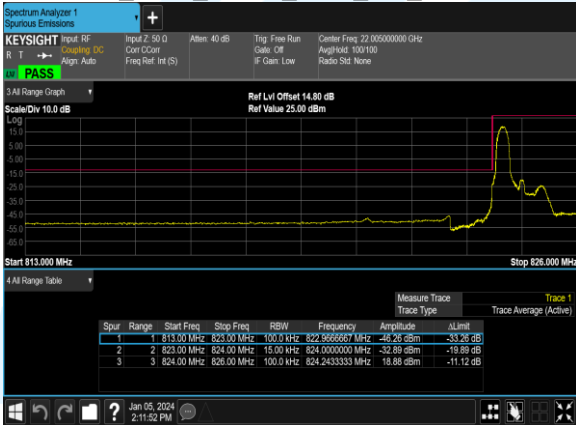 Spectrum Analyzer 1
Spurious Emissions
KEYSIGHT Input: RF
R T Coupling: DC
Align: Auto
LXI PASS
Input Z: 50 Ω
Corr CCorr
Freq Ref: Int (S)
Atten: 40 dB
Trig: Free Run
Gate: Off
IF Gain: Low
Center Freq: 22.005000000 GHz
Avg|Hold: 100/100
Radio Std: None
3 All Range Graph
Scale/Div 10.0 dB
Ref Lvl Offset 14.80 dB
Ref Value 25.00 dBm
Log
15.0
5.00
-5.00
-15.0
-25.0
-35.0
-45.0
-55.0
-65.0
Start 813.000 MHz
Stop 826.000 MHz
4 All Range Table
Measure Trace Trace 1
Trace Type Trace Average (Active)
Spur Range Start Freq Stop Freq RBW Frequency Amplitude ΔLimit
1 1 813.00 MHz 823.00 MHz 100.0 kHz 822.9666667 MHz -46.26 dBm -33.26 dB
2 2 823.00 MHz 824.00 MHz 15.00 kHz 824.0000000 MHz -32.89 dBm -19.89 dB
3 3 824.00 MHz 826.00 MHz 100.0 kHz 824.2433333 MHz 18.88 dBm -11.12 dB
?
Jan 05, 2024
2:11:52 PM